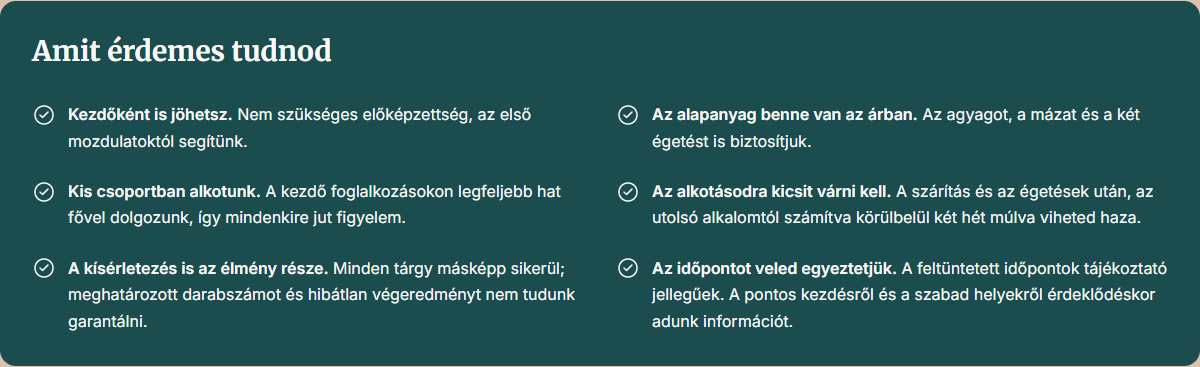 Amit érdemes tudnod
Kezdőként is jöhetsz. Nem szükséges előképzettség, az első
mozdulatoktól segítünk.
Kis csoportban alkotunk. A kezdő foglalkozásokon legfeljebb hat
fővel dolgozunk, így mindenkire jut figyelem.
A kísérletezés is az élmény része. Minden tárgy másképp sikerül;
meghatározott darabszámot és hibátlan végeredményt nem tudunk
garantálni.
Az alapanyag benne van az árban. Az agyagot, a mázat és a két
égetést is biztosítjuk.
Az alkotásodra kicsit várni kell. A szárítás és az égetések után, az
utolsó alkalomtól számítva körülbelül két hét múlva viheted haza.
Az időpontot veled egyeztetjük. A feltüntetett időpontok tájékoztató
jellegűek. A pontos kezdésről és a szabad helyekről érdeklődéskor
adunk információt.